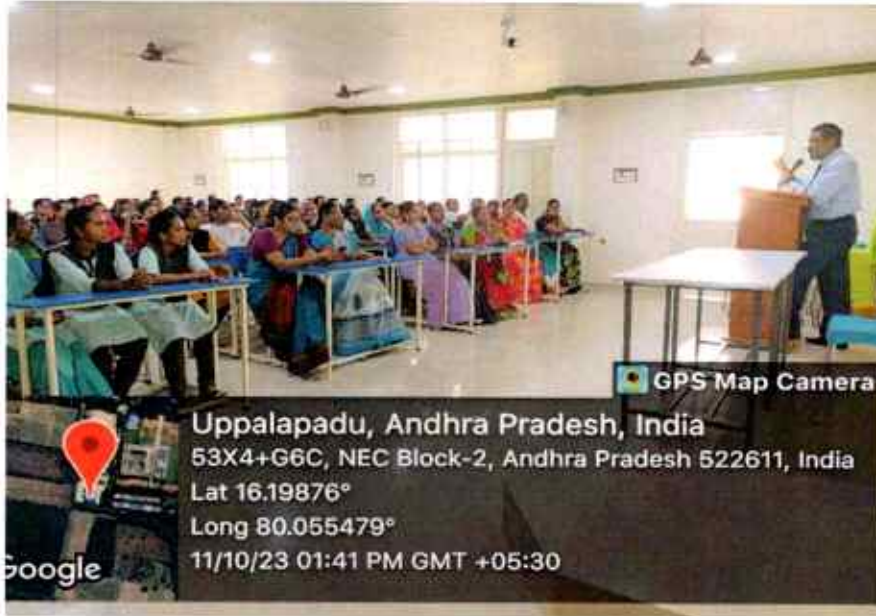 GPS Map Camera
Uppalapadu, Andhra Pradesh, India
53X4+G6C, NEC Block-2, Andhra Pradesh 522611, India
Lat 16.19876°
Long 80.055479°
11/10/23 01:41 PM GMT +05:30
Google